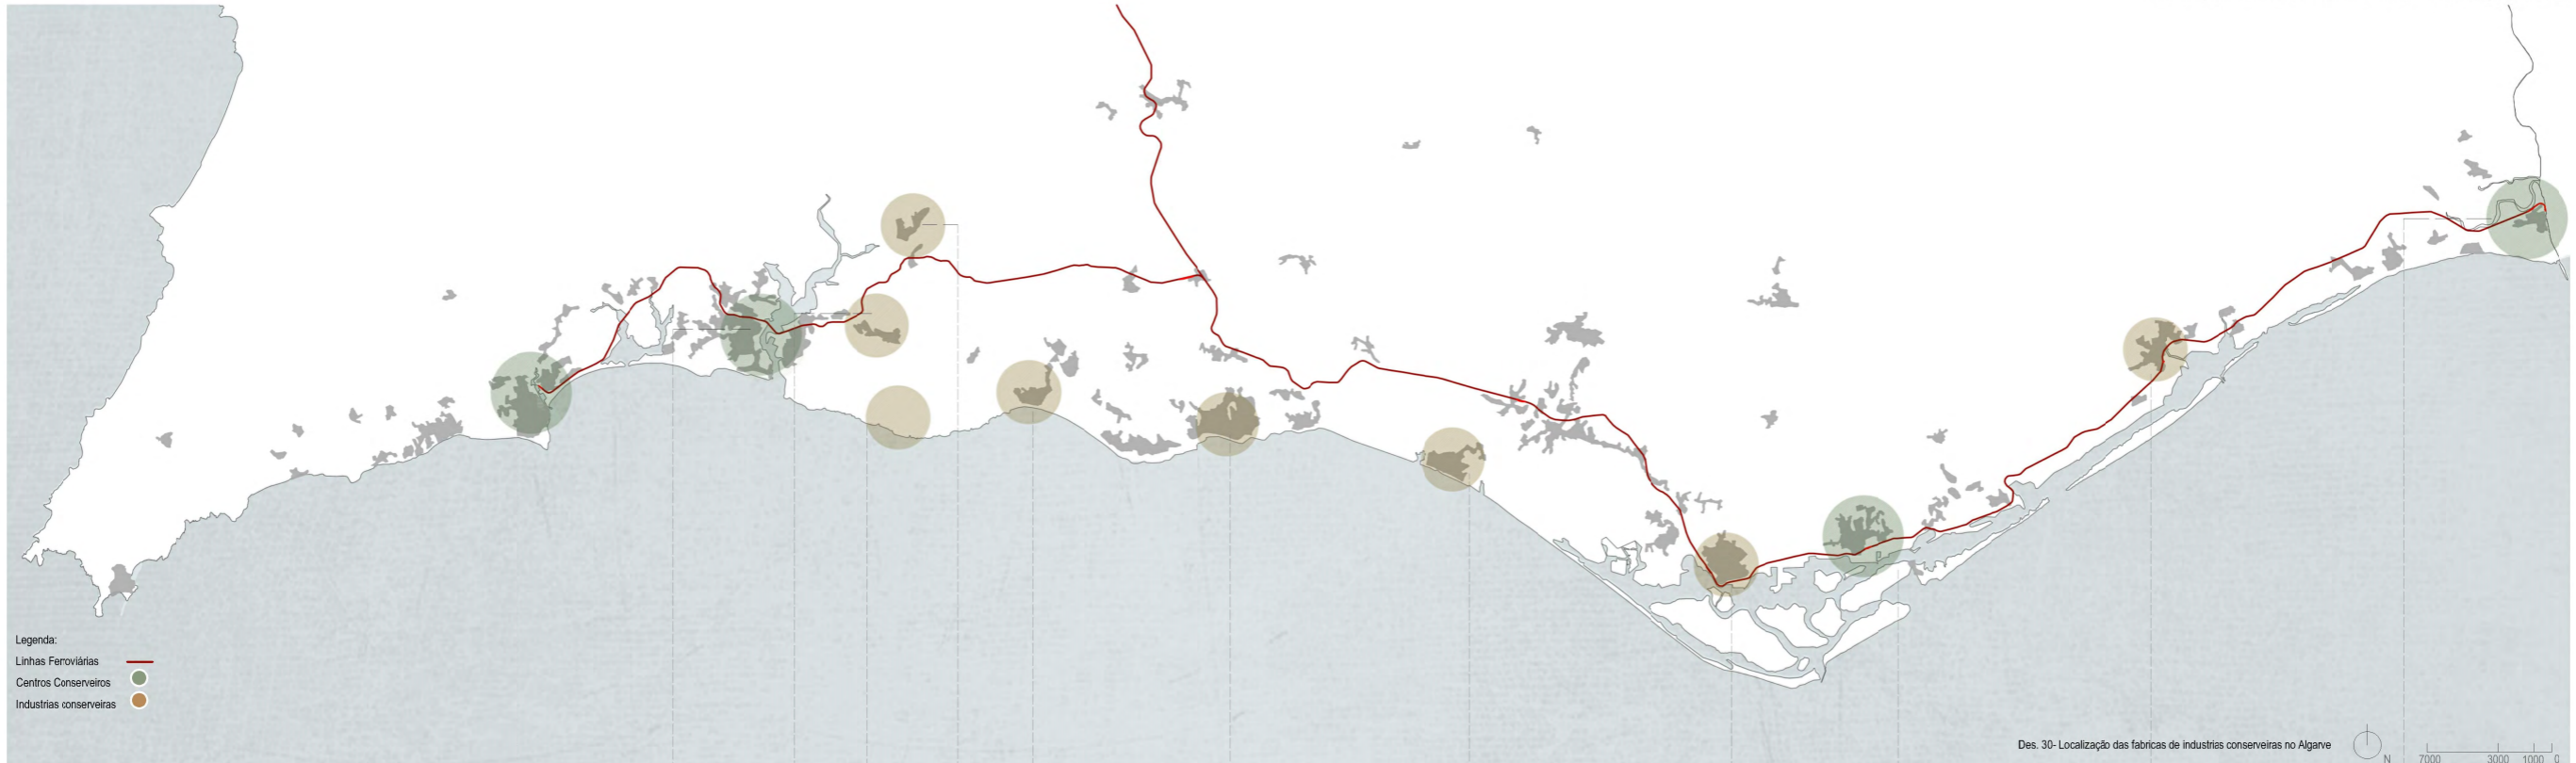 Legenda:
Linhas Ferroviárias
Centros Conserveiros
Industrias conserveiras
Des. 30- Localização das fabricas de industrias conserveiras no Algarve
N 7000 3000 1000 0